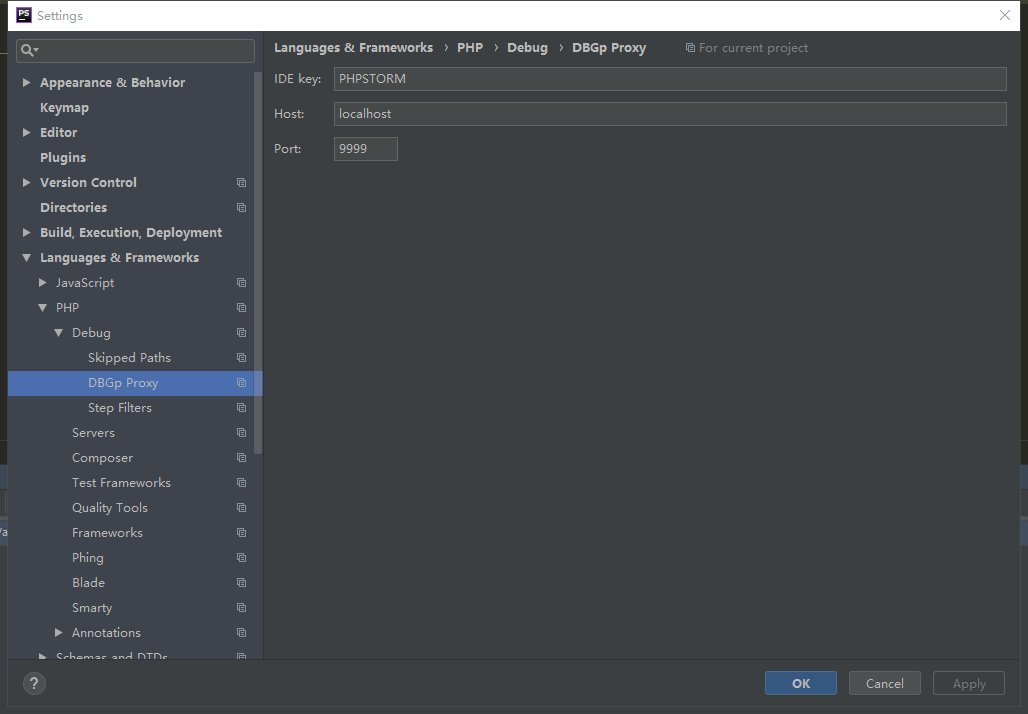 PS Settings
Languages & Frameworks › PHP › Debug › DBGp Proxy For current project
IDE key: PHPSTORM
Host: localhost
Port: 9999
Appearance & Behavior
Keymap
Editor
Plugins
Version Control
Directories
Build, Execution, Deployment
Languages & Frameworks
JavaScript
PHP
Debug
Skipped Paths
DBGp Proxy
Step Filters
Servers
Composer
Test Frameworks
Quality Tools
Frameworks
Phing
Blade
Smarty
Annotations
Schemas and DTDs
? OK Cancel Apply